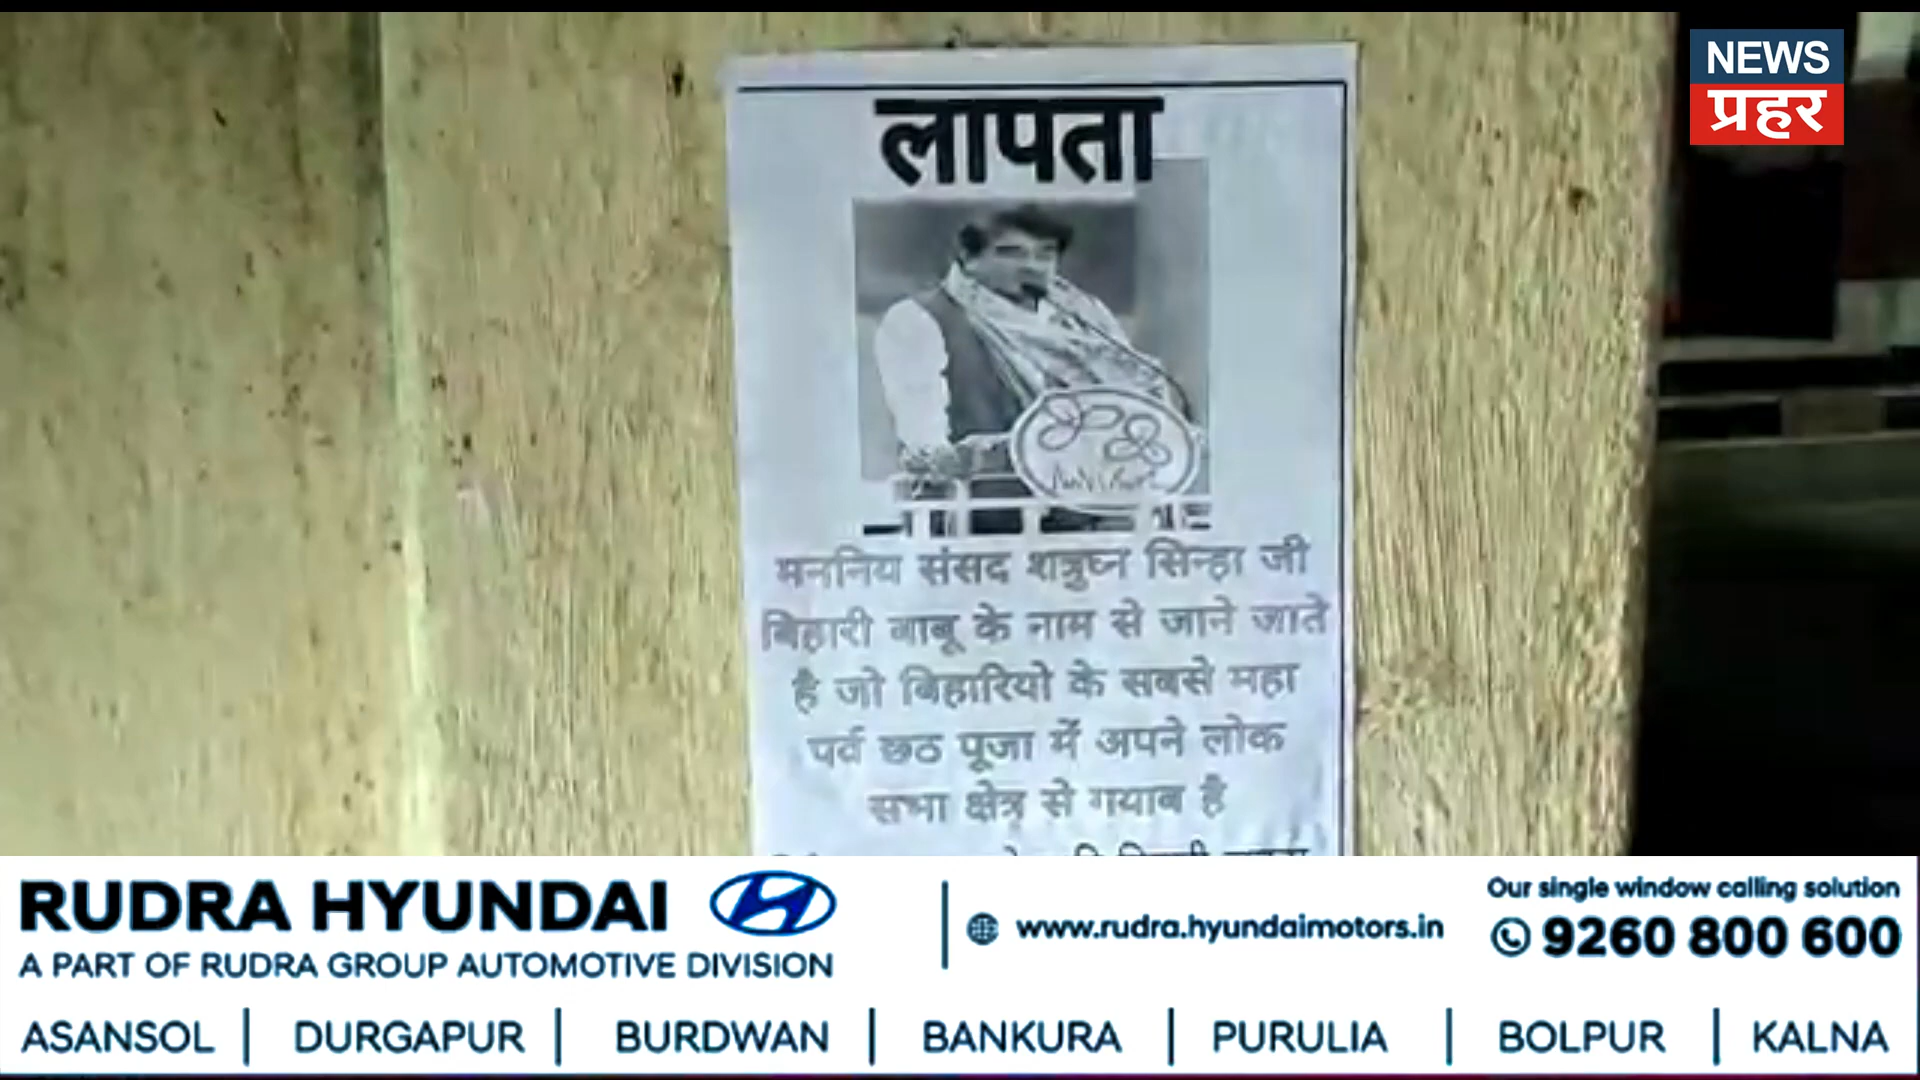 NEWS
प्रहर
लापता
मननिय संसद शत्रुघ्न सिन्हा जी
बिहारी बाबू के नाम से जाने जाते
है जो बिहारियो के सबसे महा
पर्व छठ पूजा में अपने लोक
सभा क्षेत्र से गयाब है
RUDRA HYUNDAI
A PART OF RUDRA GROUP AUTOMOTIVE DIVISION
www.rudra.hyundaimotors.in
Our single window calling solution
9260 800 600
ASANSOL | DURGAPUR | BURDWAN | BANKURA | PURULIA | BOLPUR | KALNA